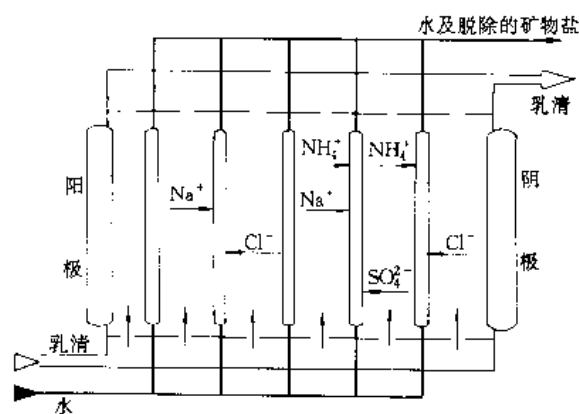 水及脱除的矿物盐
乳清
阳
极
NH₄⁺
NH₄⁺
阴
极
Na⁺
Na⁺
Cl⁻
Cl⁻
SO₄²⁻
乳清
水